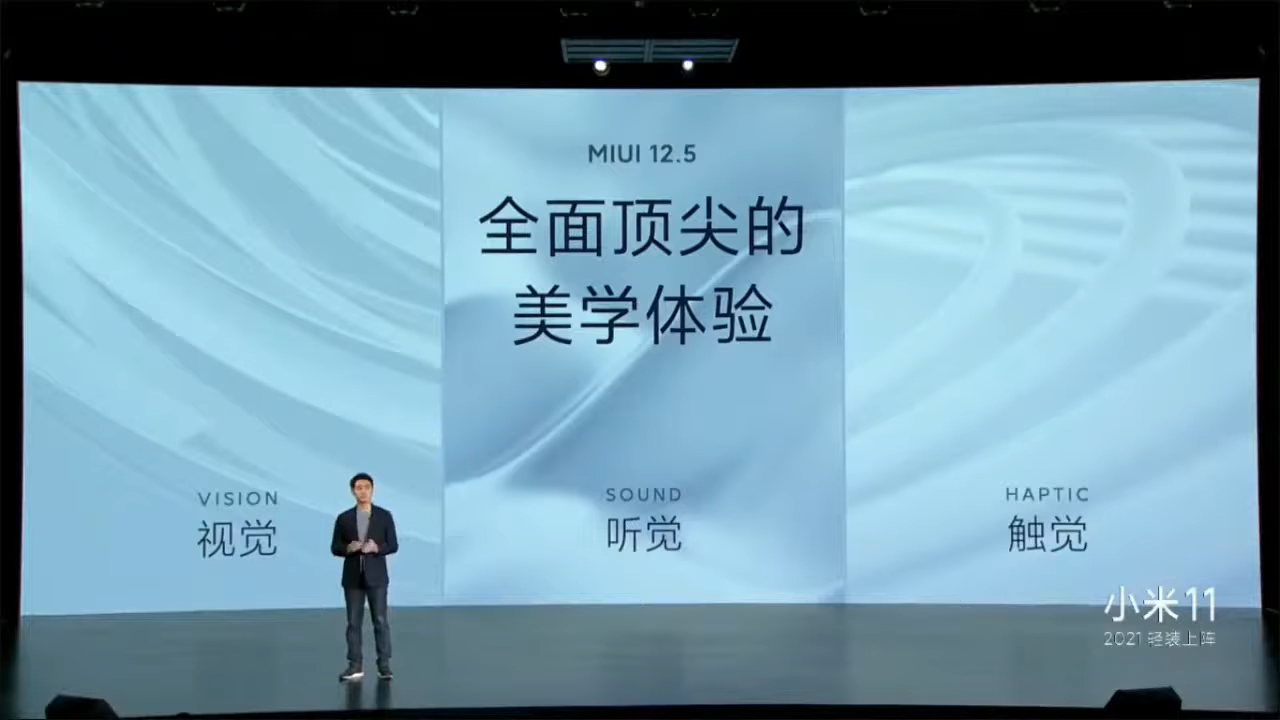 MIUI 12.5
全面顶尖的
美学体验
VISION
视觉
SOUND
听觉
HAPTIC
触觉
小米11
2021 轻装上阵